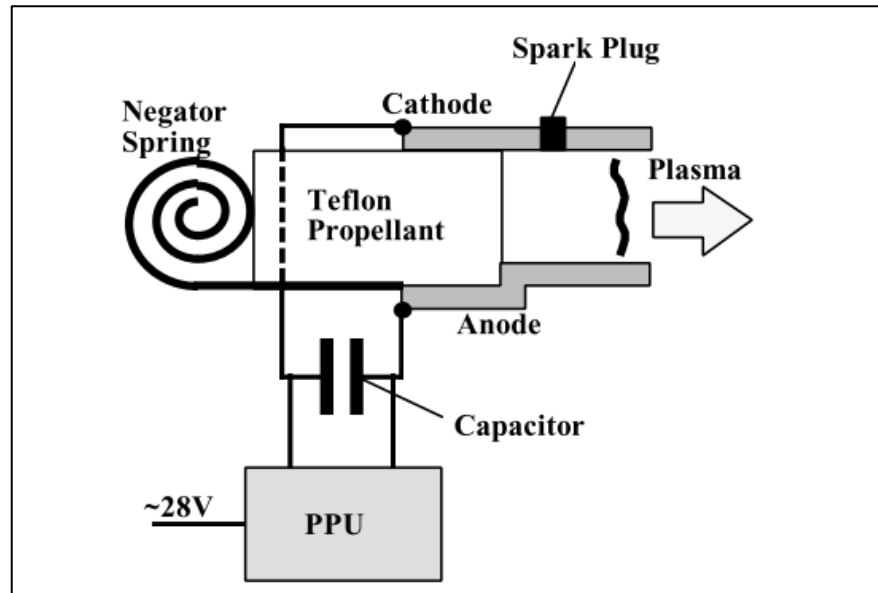 Spark Plug
Cathode
Negator
Spring
Plasma
Teflon
Propellant
Anode
Capacitor
~28V
PPU